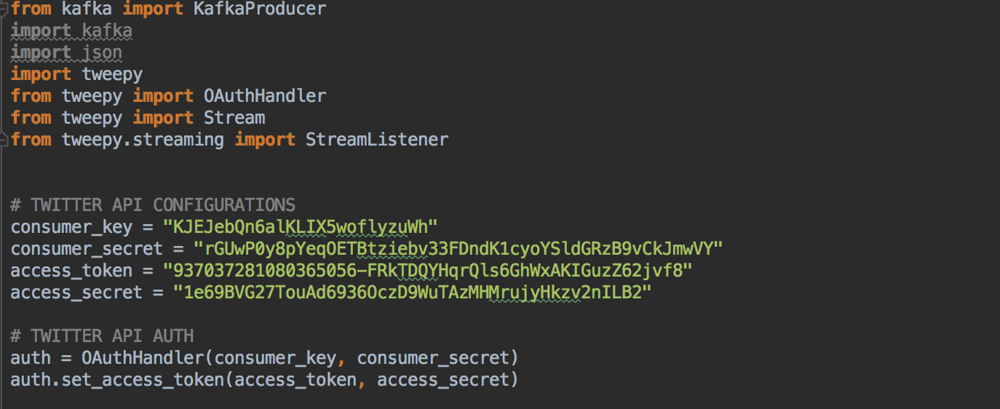 from kafka import KafkaProducer
import kafka
import json
import tweepy
from tweepy import OAuthHandler
from tweepy import Stream
from tweepy.streaming import StreamListener
# TWITTER API CONFIGURATIONS
consumer_key = "KJEJebQn6alKLIX5woflyzuWh"
consumer_secret = "rGUwP0y8pYeqOETBtziebv33FDndK1cyoYSldGRzB9vCkJmwVY"
access_token = "937037281080365056-FRkTDQYHqrQls6GhWxAKIGuzZ62jvf8"
access_secret = "1e69BVG27TouAd6936OczD9WuTAzMHMrujyHkzv2nILB2"
# TWITTER API AUTH
auth = OAuthHandler(consumer_key, consumer_secret)
auth.set_access_token(access_token, access_secret)